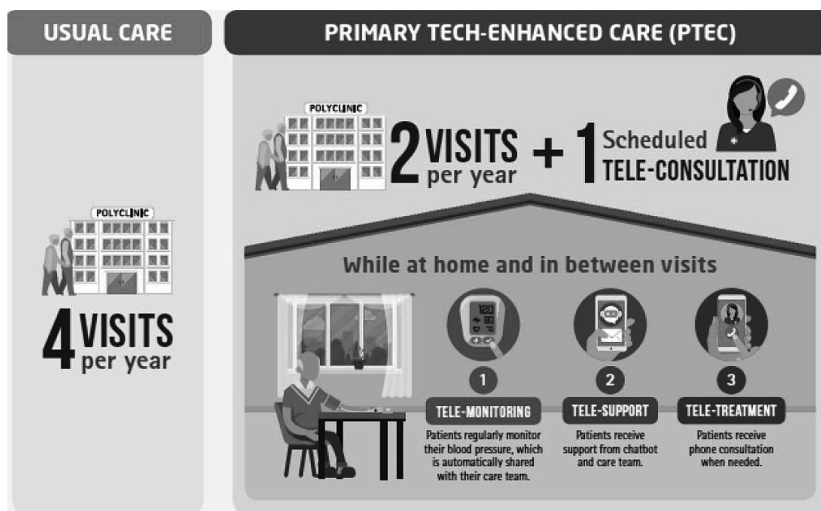 USUAL CARE
POLYCLINIC
4 VISITS
per year
PRIMARY TECH-ENHANCED CARE (PTEC)
POLYCLINIC
2 VISITS
per year
+ 1 Scheduled
TELE-CONSULTATION
While at home and in between visits
120
80
1
TELE-MONITORING
Patients regularly monitor
their blood pressure, which
is automatically shared
with their care team.
2
TELE-SUPPORT
Patients receive
support from chatbot
and care team.
3
TELE-TREATMENT
Patients receive
phone consultation
when needed.